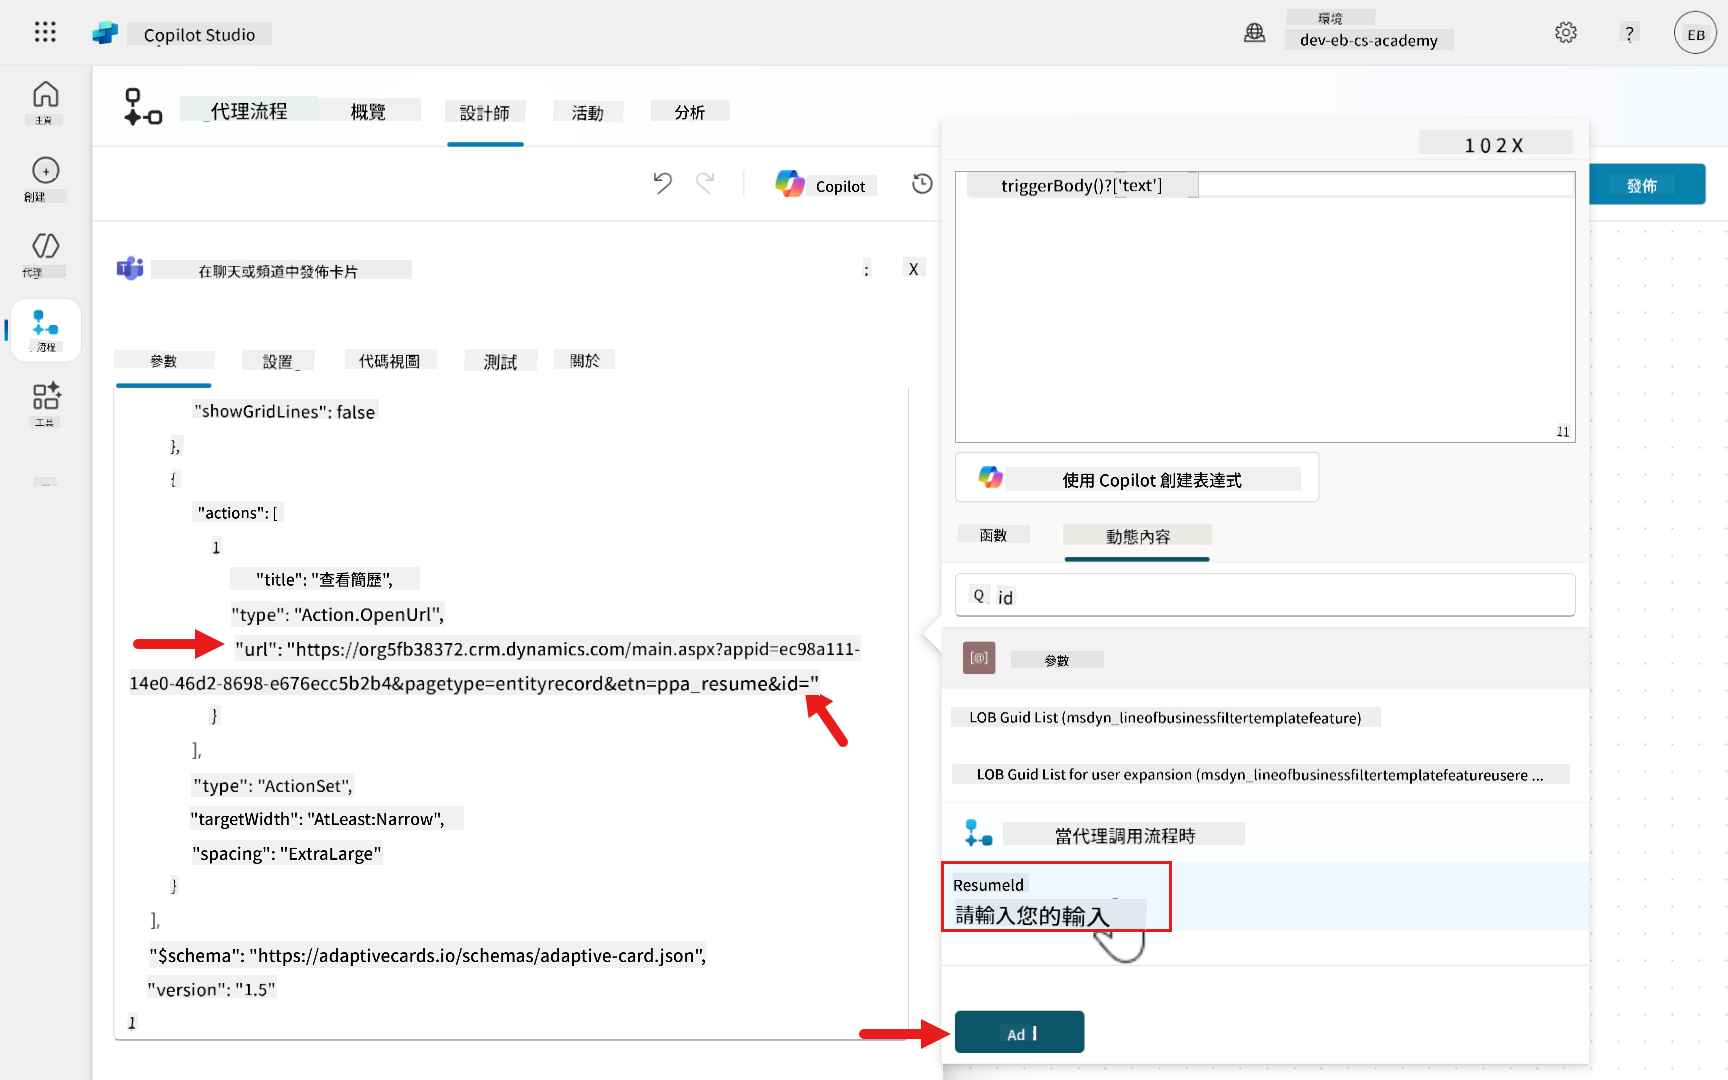 Copilot Studio
環境
dev-eb-cs-academy
?
EB
主頁
創建
代理
流程
工具
代理流程
概覽
設計師
活動
分析
Copilot
發佈
在聊天或頻道中發佈卡片
:
X
參數
設置
代碼視圖
測試
關於
"showGridLines": false
},
{
"actions": [
1
"title": "查看簡歷",
"type": "Action.OpenUrl",
"url": "https://org5fb38372.crm.dynamics.com/main.aspx?appid=ec98a111-
14e0-46d2-8698-e676ecc5b2b4&pagetype=entityrecord&etn=ppa_resume&id="
}
],
"type": "ActionSet",
"targetWidth": "AtLeast:Narrow",
"spacing": "ExtraLarge"
}
],
"$schema": "https://adaptivecards.io/schemas/adaptive-card.json",
"version": "1.5"
1
1 0 2 X
triggerBody()?['text']
11
使用 Copilot 創建表達式
函數
動態內容
Q
id
[@]
參數
LOB Guid List (msdyn_lineofbusinessfiltertemplatefeature)
LOB Guid List for user expansion (msdyn_lineofbusinessfiltertemplatefeatureusere ...
當代理調用流程時
ResumeId
請輸入您的輸入
Ad